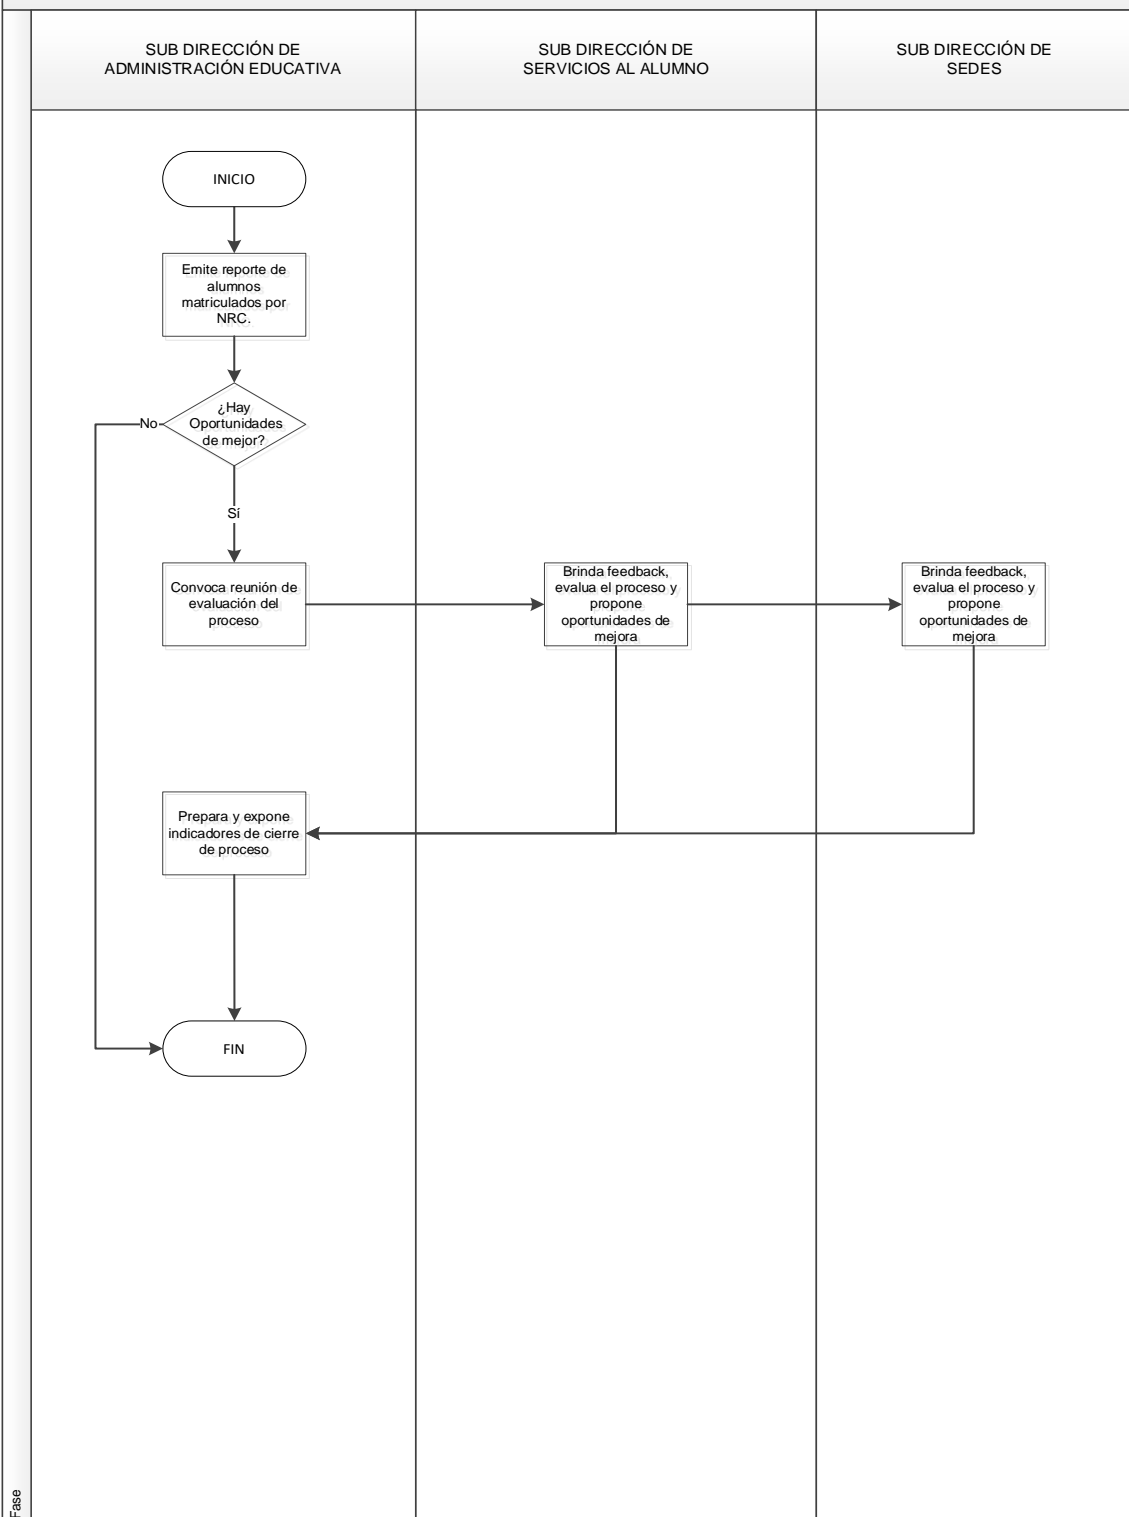 SUB DIRECCIÓN DE
ADMINISTRACIÓN EDUCATIVA
SUB DIRECCIÓN DE
SERVICIOS AL ALUMNO
SUB DIRECCIÓN DE
SEDES
INICIO
Emite reporte de
alumnos
matriculados por
NRC.
¿Hay
Oportunidades
de mejor?
No
Sí
Convoca reunión de
evaluación del
proceso
Brinda feedback,
evalua el proceso y
propone
oportunidades de
mejora
Brinda feedback,
evalua el proceso y
propone
oportunidades de
mejora
Prepara y expone
indicadores de cierre
de proceso
FIN
Fase